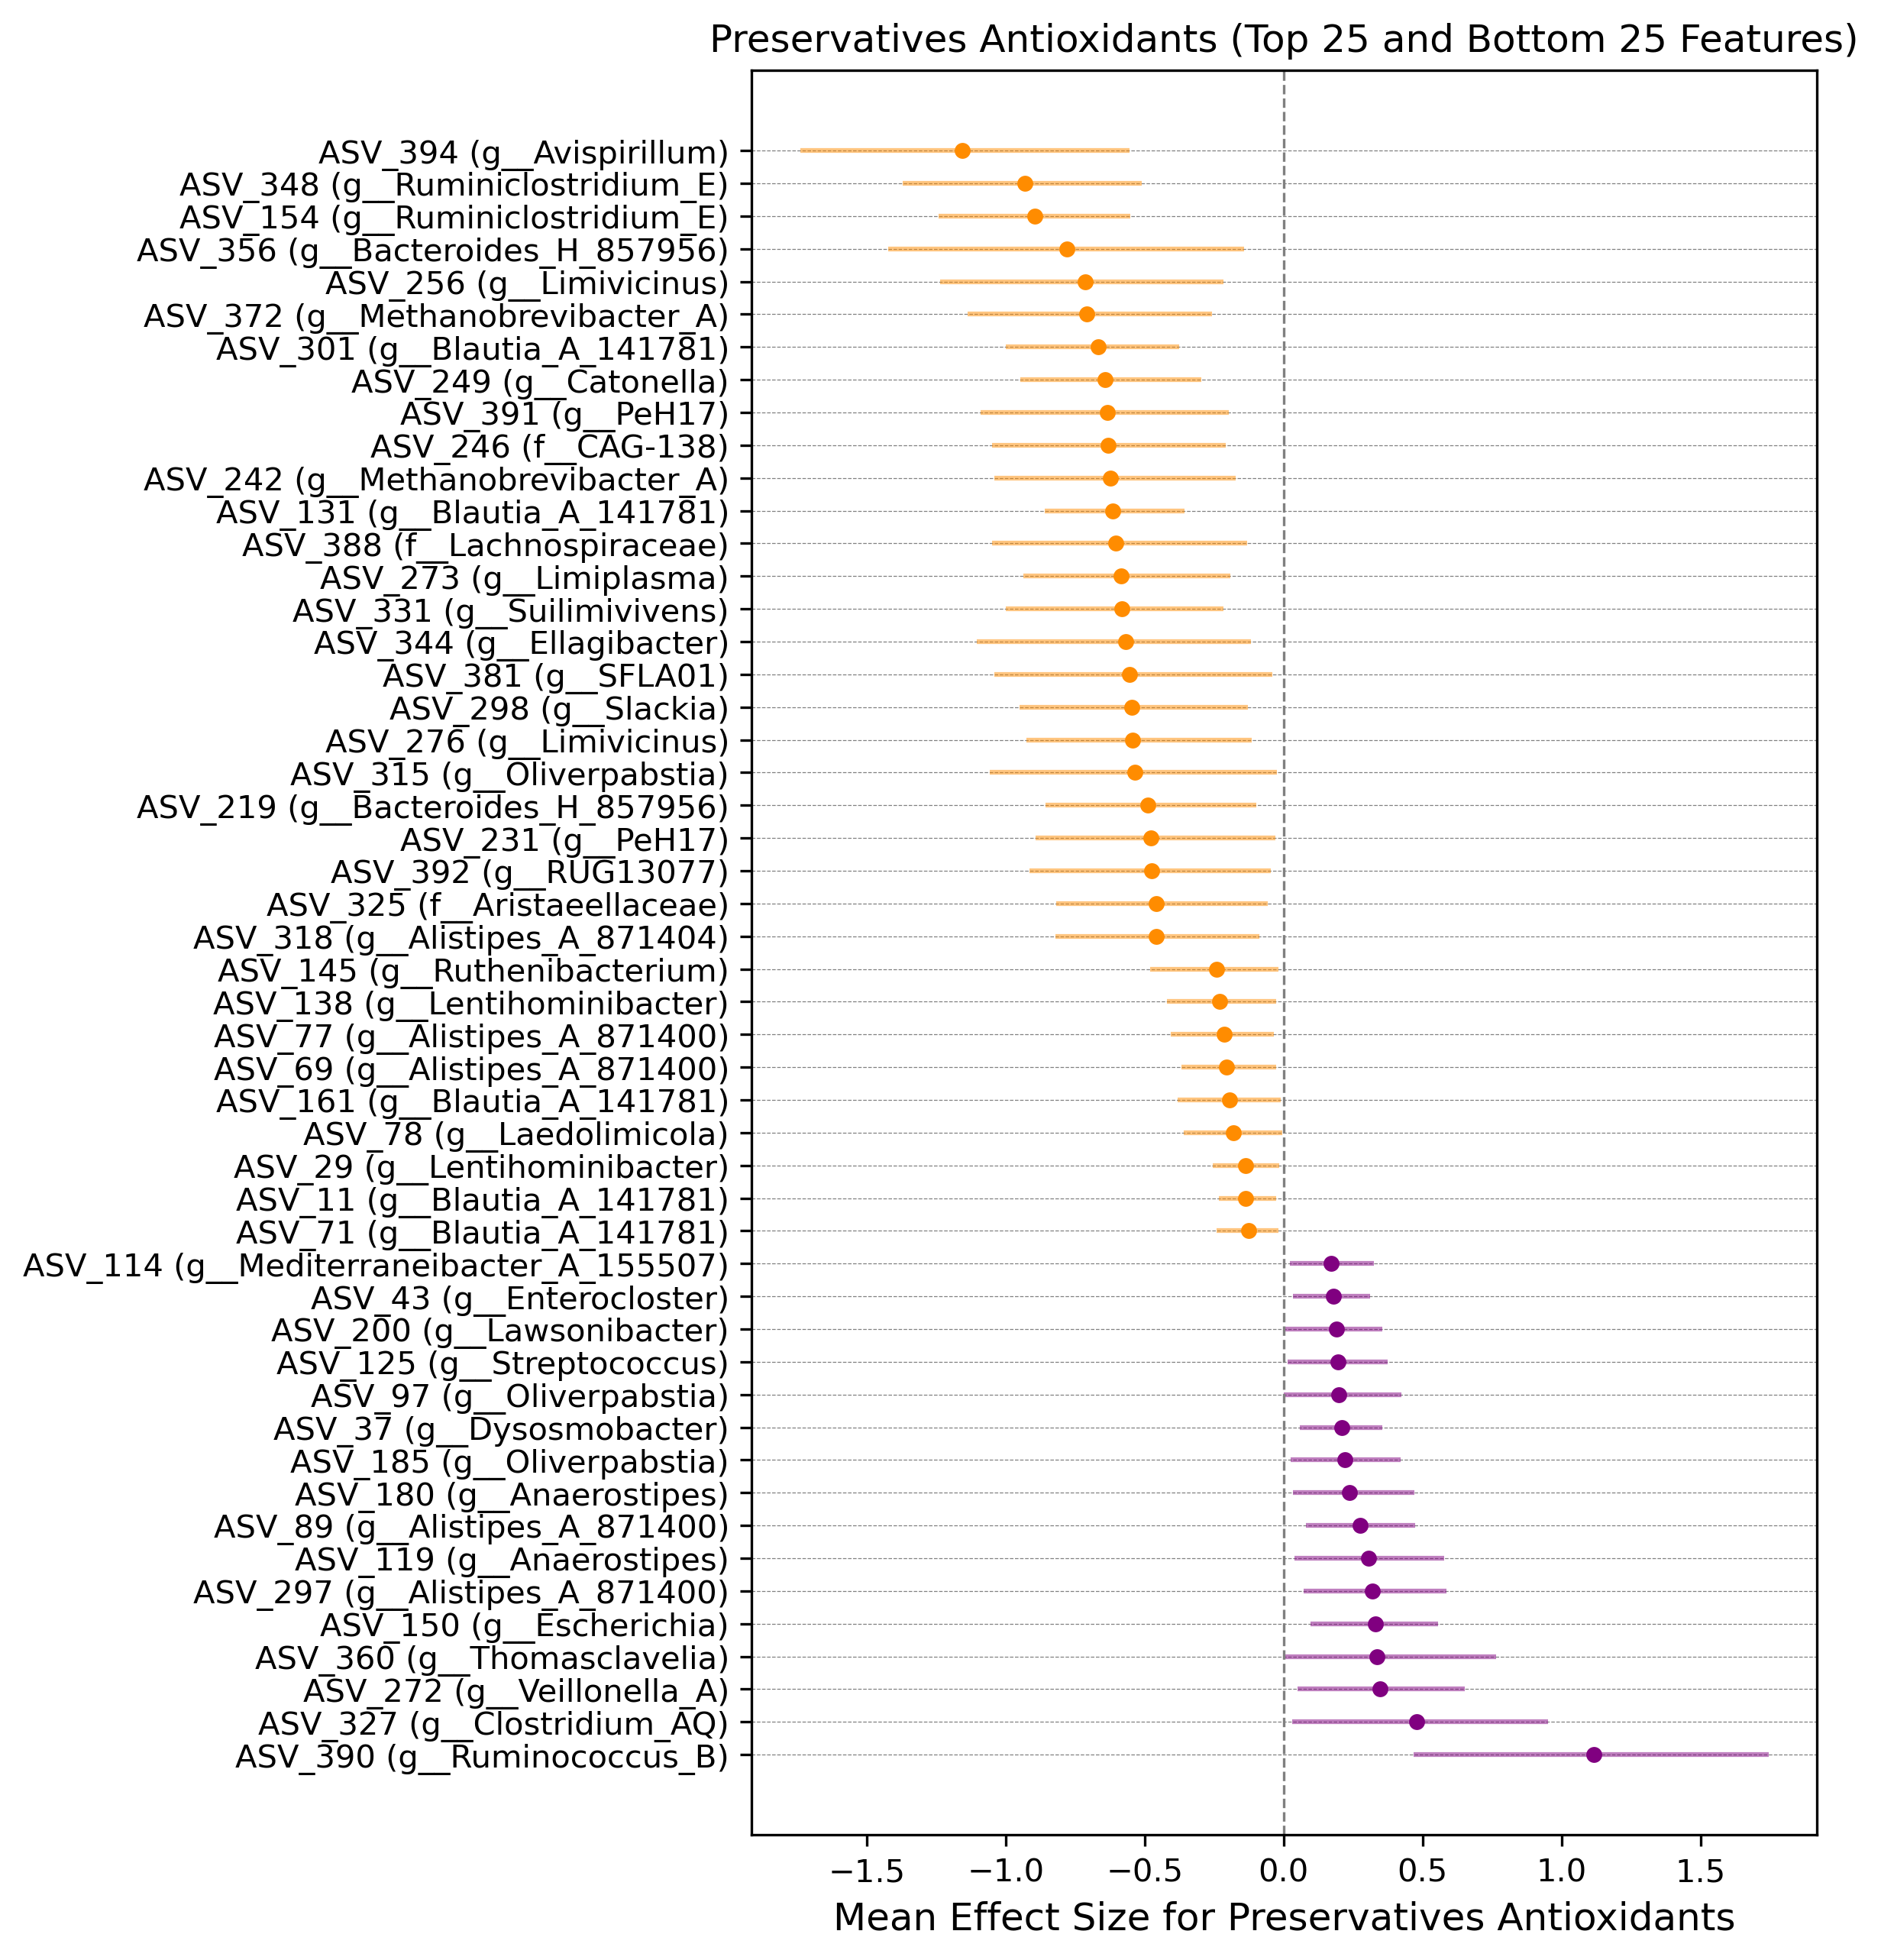 Preservatives Antioxidants (Top 25 and Bottom 25 Features)
ASV_394 (g__Avispirillum)
ASV_348 (g__Ruminiclostridium_E)
ASV_154 (g__Ruminiclostridium_E)
ASV_356 (g__Bacteroides_H_857956)
ASV_256 (g__Limivicinus)
ASV_372 (g__Methanobrevibacter_A)
ASV_301 (g__Blautia_A_141781)
ASV_249 (g__Catonella)
ASV_391 (g__PeH17)
ASV_246 (f__CAG-138)
ASV_242 (g__Methanobrevibacter_A)
ASV_131 (g__Blautia_A_141781)
ASV_388 (f__Lachnospiraceae)
ASV_273 (g__Limiplasma)
ASV_331 (g__Suilimivivens)
ASV_344 (g__Ellagibacter)
ASV_381 (g__SFLA01)
ASV_298 (g__Slackia)
ASV_276 (g__Limivicinus)
ASV_315 (g__Oliverpabstia)
ASV_219 (g__Bacteroides_H_857956)
ASV_231 (g__PeH17)
ASV_392 (g__RUG13077)
ASV_325 (f__Aristaeellaceae)
ASV_318 (g__Alistipes_A_871404)
ASV_145 (g__Ruthenibacterium)
ASV_138 (g__Lentihominibacter)
ASV_77 (g__Alistipes_A_871400)
ASV_69 (g__Alistipes_A_871400)
ASV_161 (g__Blautia_A_141781)
ASV_78 (g__Laedolimicola)
ASV_29 (g__Lentihominibacter)
ASV_11 (g__Blautia_A_141781)
ASV_71 (g__Blautia_A_141781)
ASV_114 (g__Mediterraneibacter_A_155507)
ASV_43 (g__Enterocloster)
ASV_200 (g__Lawsonibacter)
ASV_125 (g__Streptococcus)
ASV_97 (g__Oliverpabstia)
ASV_37 (g__Dysosmobacter)
ASV_185 (g__Oliverpabstia)
ASV_180 (g__Anaerostipes)
ASV_89 (g__Alistipes_A_871400)
ASV_119 (g__Anaerostipes)
ASV_297 (g__Alistipes_A_871400)
ASV_150 (g__Escherichia)
ASV_360 (g__Thomasclavelia)
ASV_272 (g__Veillonella_A)
ASV_327 (g__Clostridium_AQ)
ASV_390 (g__Ruminococcus_B)
−1.5 −1.0 −0.5 0.0 0.5 1.0 1.5
Mean Effect Size for Preservatives Antioxidants